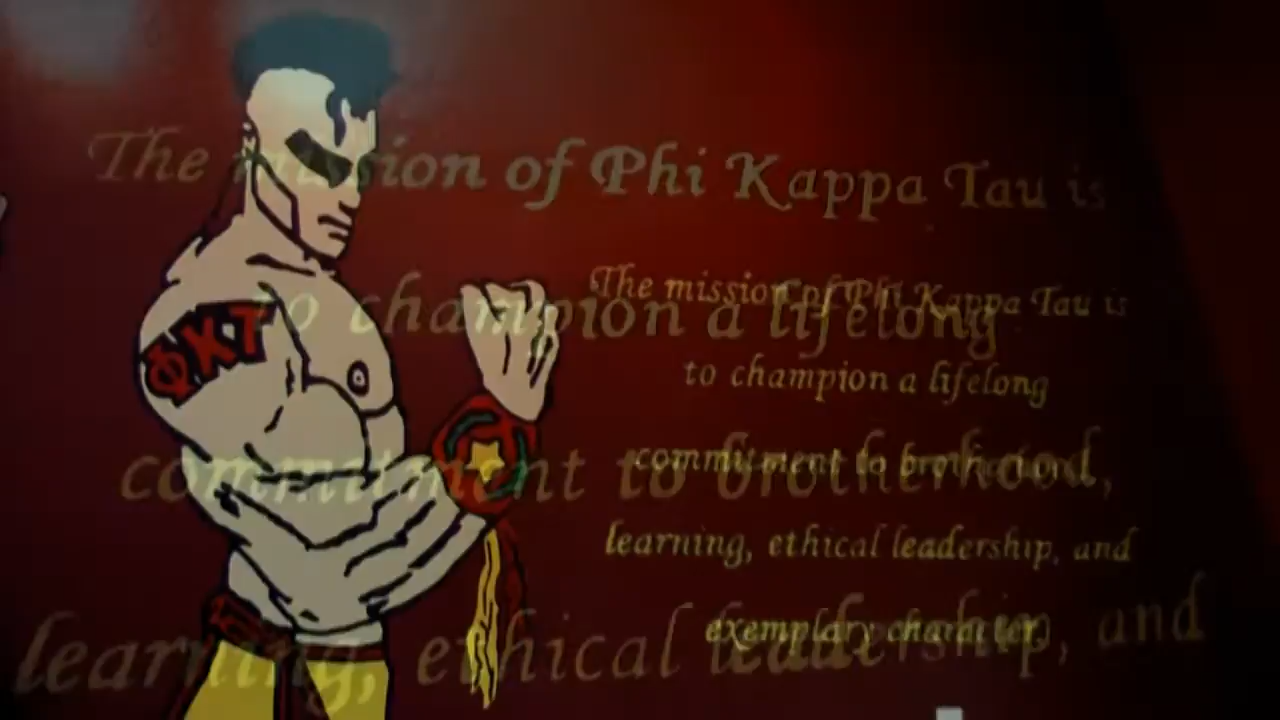 The mission of Phi Kappa Tau is
to champion a lifelong
commitment to brotherhood,
learning, ethical leadership, and
The mission of Phi Kappa Tau is
to champion a lifelong
commitment to brotherhood,
learning, ethical leadership, and
exemplary character.
ΦΚΤ